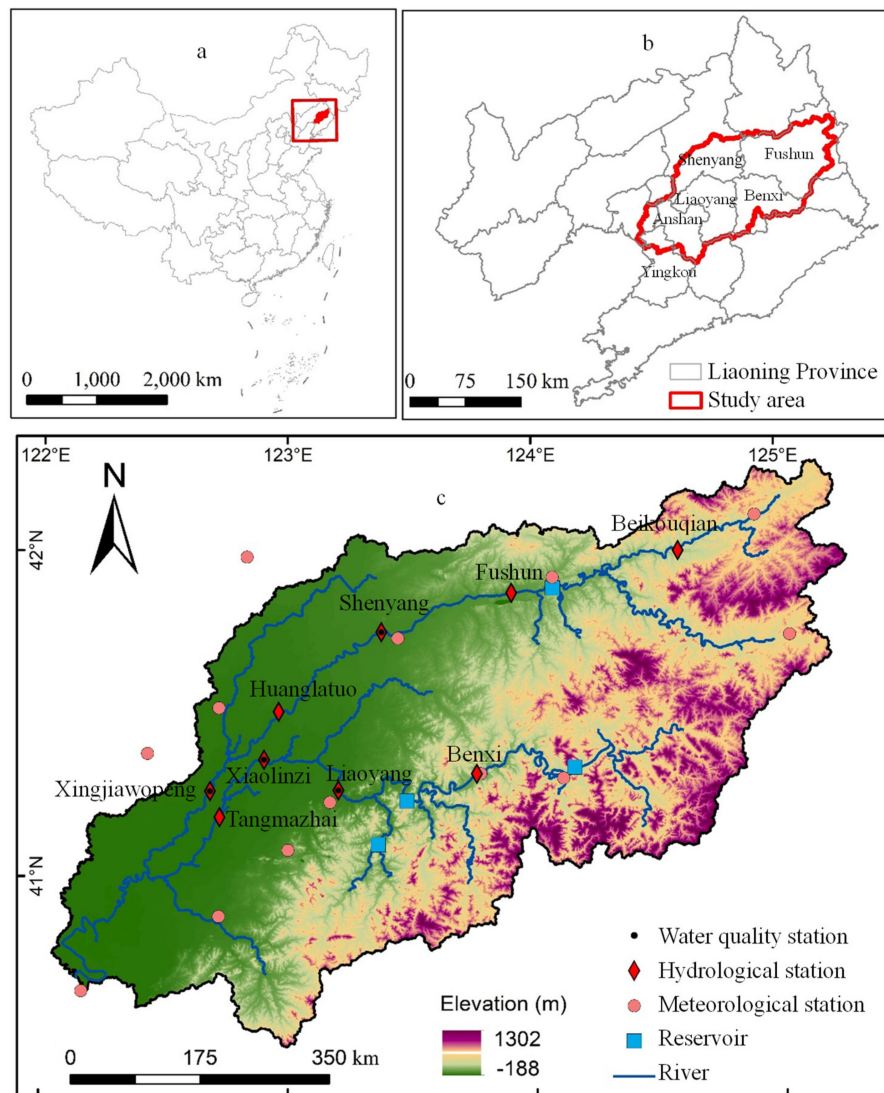 a
0 1,000 2,000 km
b
Shenyang
Fushun
Liaoyang
Benxi
Anshan
Yingkou
0 75 150 km
Liaoning Province
Study area
122°E 123°E 124°E 125°E
N
c
42°N
41°N
Beikouqian
Fushun
Shenyang
Huanglatuo
Benxi
Xiaolinzi
Liaoyang
Xingjiawopeng
Tangmazhai
Water quality station
Hydrological station
Meteorological station
Reservoir
River
Elevation (m)
1302
-188
0 175 350 km